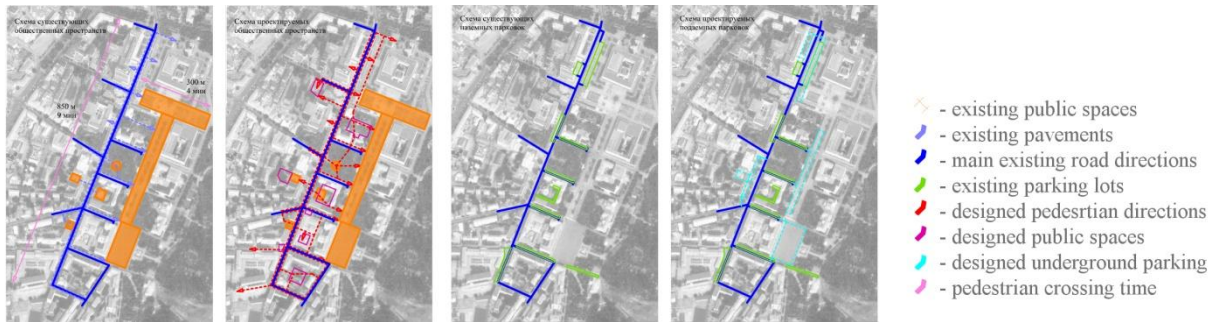 Схема существующих
общественных пространств
850 м
9 мин
300 м
4 мин
Схема проектируемых
общественных пространств
Схема существующих
наземных парковок
Схема проектируемых
подземных парковок
- existing public spaces
- existing pavements
- main existing road directions
- existing parking lots
- designed pedesrtian directions
- designed public spaces
- designed underground parking
- pedestrian crossing time